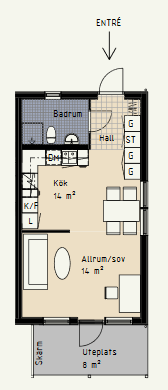 ENTRÉ
Badrum
G
Hall
ST
G
DM
G
Kök
14 m²
K/F
L
Allrum/sov
14 m²
Skärm
Uteplats
8 m²